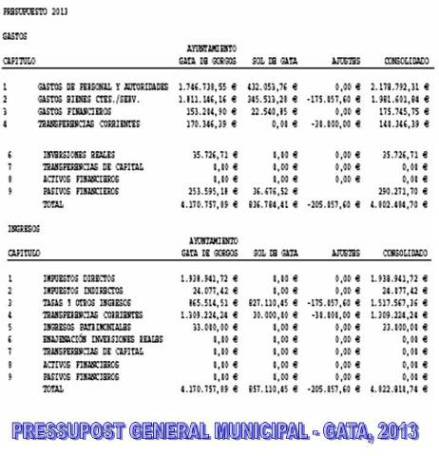 PRESUPUESTO 2013
GASTOS
AYUNTAMIENTO
CAPITULO GATA DE GORGOS SOL DE GATA AJUSTES CONSOLIDADO
1 GASTOS DE PERSONAL Y AUTORIDADES 1.746.738,55 € 432.053,76 € 0,00 € 2.178.792,31 €
2 GASTOS BIENES CTES./SERV. 1.811.146,16 € 345.513,28 € -175.857,60 € 1.981.601,84 €
3 GASTOS FINANCIEROS 153.204,90 € 22.540,85 € 0,00 € 175.745,75 €
4 TRANSFERENCIAS CORRIENTES 170.346,39 € 0,00 € -30.000,00 € 140.346,39 €
6 INVERSIONES REALES 35.726,71 € 0,00 € 0,00 € 35.726,71 €
7 TRANSFERENCIAS DE CAPITAL 0,00 € 0,00 € 0,00 € 0,00 €
8 ACTIVOS FINANCIEROS 0,00 € 0,00 € 0,00 € 0,00 €
9 PASIVOS FINANCIEROS 253.595,18 € 36.676,52 € 290.271,70 €
TOTAL 4.170.757,89 € 836.784,41 € -205.857,60 € 4.802.484,70 €
INGRESOS
AYUNTAMIENTO
CAPITULO GATA DE GORGOS SOL DE GATA AJUSTES CONSOLIDADO
1 IMPUESTOS DIRECTOS 1.938.941,72 € 0,00 € 0,00 € 1.938.941,72 €
2 IMPUESTOS INDIRECTOS 24.077,42 € 0,00 € 0,00 € 24.077,42 €
3 TASAS Y OTROS INGRESOS 865.514,51 € 827.110,45 € -175.857,60 € 1.517.567,36 €
4 TRANSFERENCIAS CORRIENTES 1.309.224,24 € 30.000,00 € -30.000,00 € 1.309.224,24 €
5 INGRESOS PATRIMONIALES 33.000,00 € 0,00 € 0,00 € 33.000,00 €
6 ENAJENACIÓN INVERSIONES REALES 0,00 € 0,00 € 0,00 € 0,00 €
7 TRANSFERENCIAS DE CAPITAL 0,00 € 0,00 € 0,00 € 0,00 €
8 ACTIVOS FINANCIEROS 0,00 € 0,00 € 0,00 € 0,00 €
9 PASIVOS FINANCIEROS 0,00 € 0,00 € 0,00 € 0,00 €
TOTAL 4.170.757,89 € 857.110,45 € -205.857,60 € 4.822.810,74 €
PRESSUPOST GENERAL MUNICIPAL - GATA, 2013